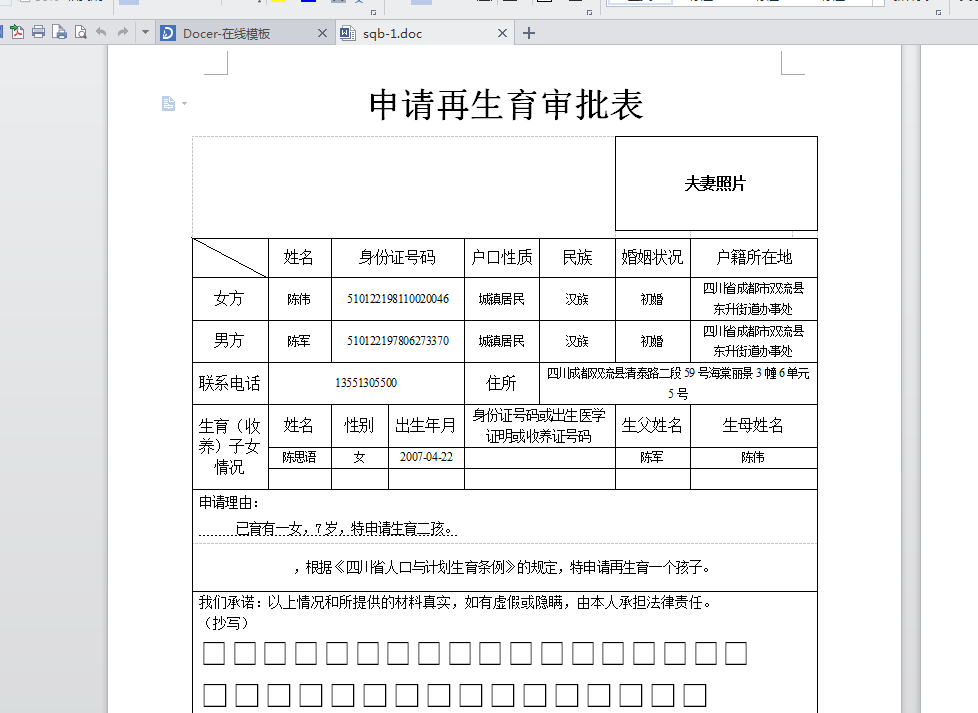 Docer-在线模板
sqb-1.doc
申请再生育审批表
夫妻照片
姓名 身份证号码 户口性质 民族 婚姻状况 户籍所在地
女方 陈伟 510122198110020046 城镇居民 汉族 初婚 四川省成都市双流县
东升街道办事处
男方 陈军 510122197806273370 城镇居民 汉族 初婚 四川省成都市双流县
东升街道办事处
联系电话 13551305500 住所 四川成都双流县清泰路二段59号海棠丽景3幢6单元
5号
生育（收
养）子女
情况
姓名 性别 出生年月 身份证号码或出生医学
证明或收养证号码 生父姓名 生母姓名
陈思语 女 2007-04-22 陈军 陈伟
申请理由：
已育有一女，7岁，特申请生育二孩。
，根据《四川省人口与计划生育条例》的规定，特申请再生育一个孩子。
我们承诺：以上情况和所提供的材料真实，如有虚假或隐瞒，由本人承担法律责任。
（抄写）